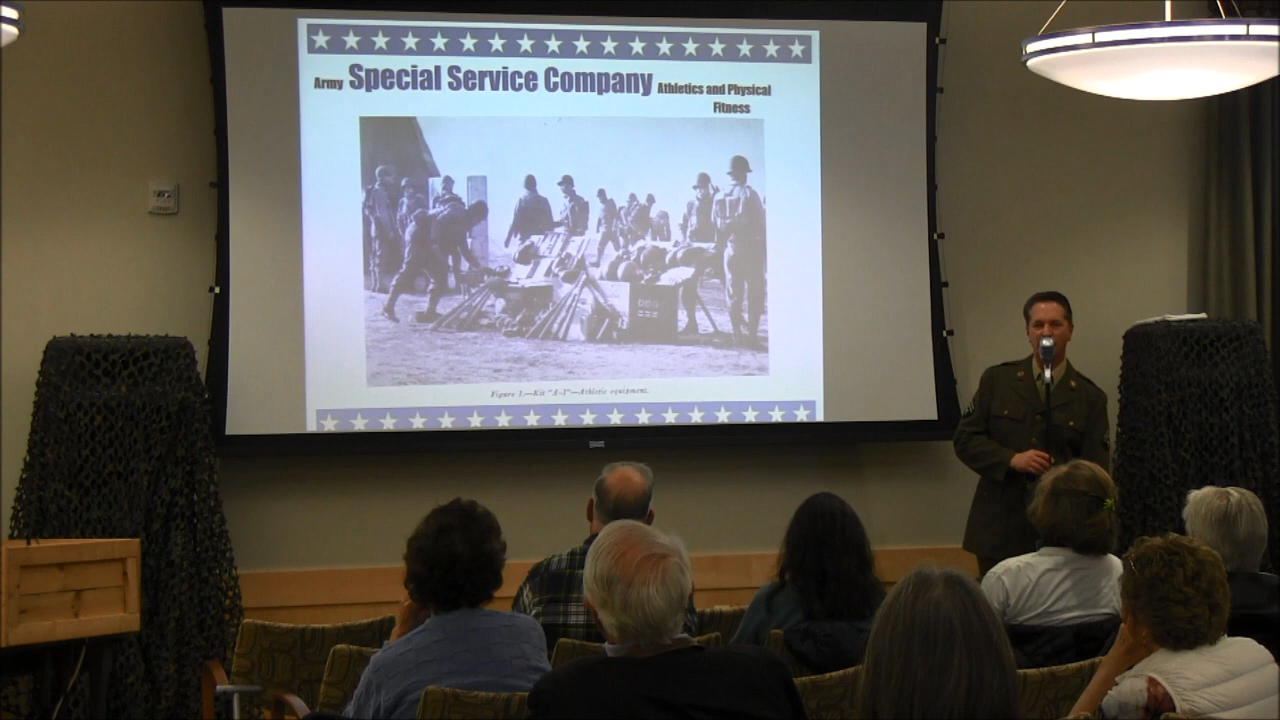 Army Special Service Company Athletics and Physical
Fitness
Figure 1.—Kit "A-1"—Athletic equipment.